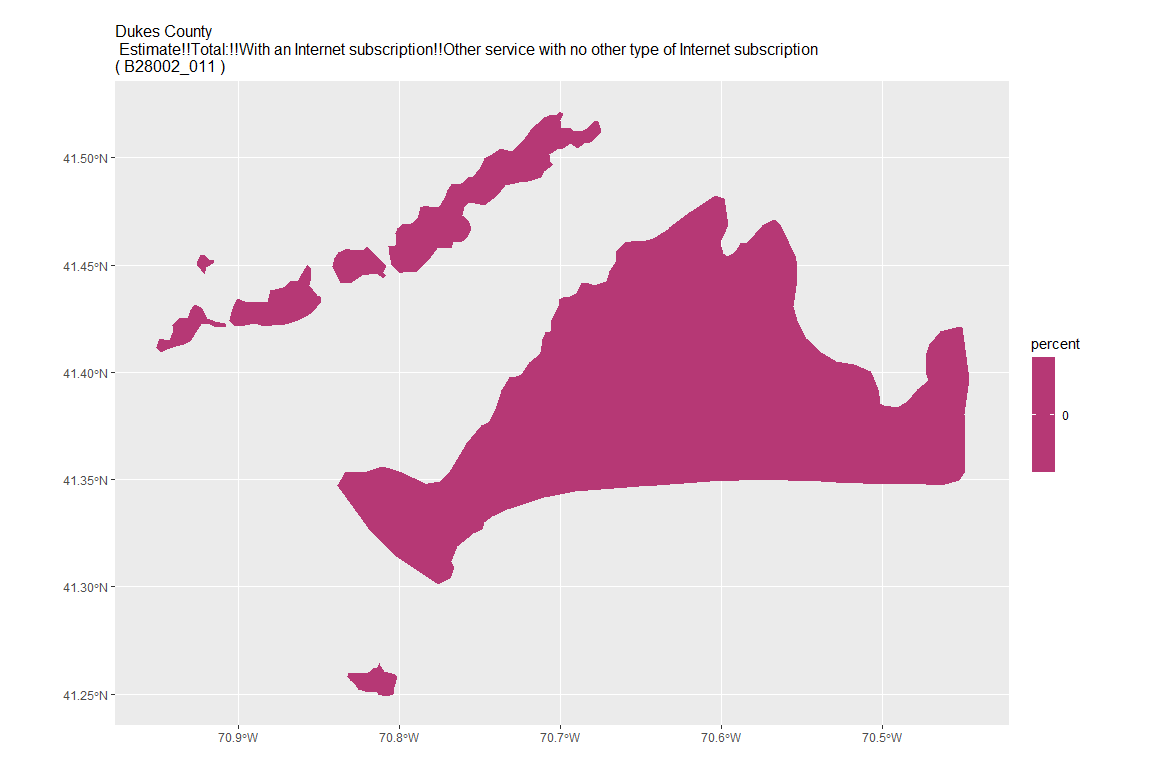 Dukes County
Estimate!!Total:!!With an Internet subscription!!Other service with no other type of Internet subscription
( B28002_011 )
41.50°N
41.45°N
41.40°N
41.35°N
41.30°N
41.25°N
70.9°W
70.8°W
70.7°W
70.6°W
70.5°W
percent
0